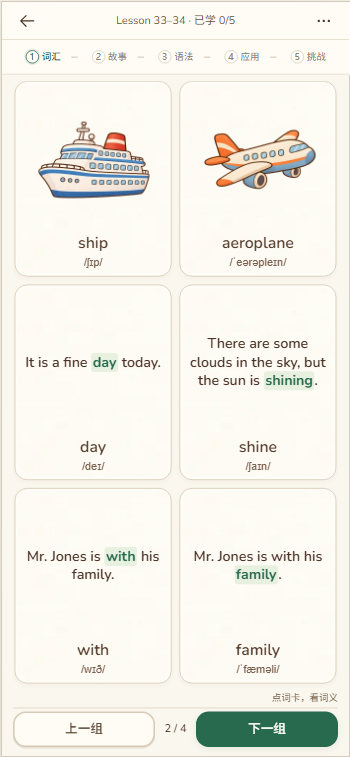 Lesson 33–34 · 已学 0/5
1 词汇 – 2 故事 – 3 语法 – 4 应用 – 5 挑战
ship
/ʃɪp/
aeroplane
/ˈeərəpleɪn/
It is a fine day today.
day
/deɪ/
There are some
clouds in the sky, but
the sun is shining.
shine
/ʃaɪn/
Mr. Jones is with his
family.
with
/wɪð/
Mr. Jones is with his
family.
family
/ˈfæməli/
点词卡，看词义
上一组
2 / 4
下一组